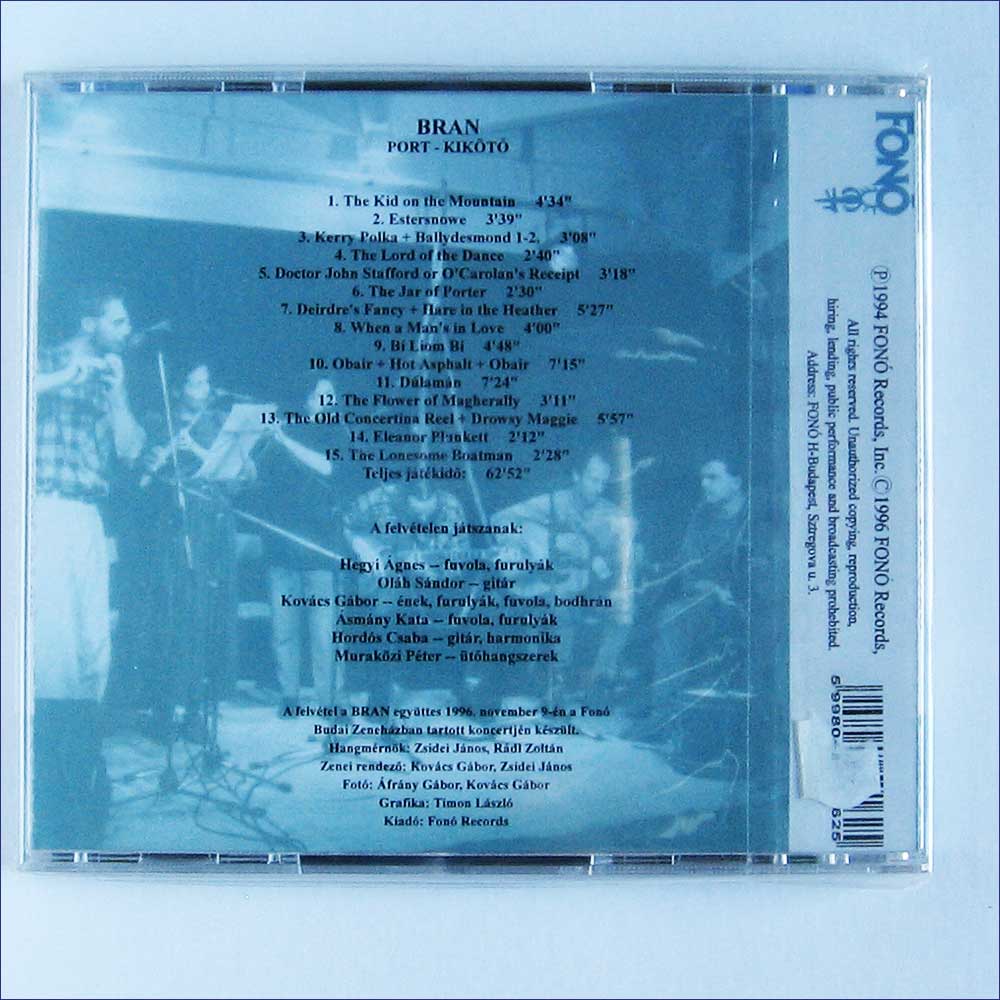 BRAN
PORT - KIKÖTŐ
1. The Kid on the Mountain 4'34"
2. Estersnowe 3'39"
3. Kerry Polka + Ballydesmond 1-2. 3'08"
4. The Lord of the Dance 2'40"
5. Doctor John Stafford or O'Carolan's Receipt 3'18"
6. The Jar of Porter 2'30"
7. Deirdre's Fancy + Hare in the Heather 5'27"
8. When a Man's in Love 4'00"
9. Bí Liom Bí 4'48"
10. Obair + Hot Asphalt + Obair 7'15"
11. Dúlamán 7'24"
12. The Flower of Magherally 3'11"
13. The Old Concertina Reel + Drowsy Maggie 5'57"
14. Eleanor Plunkett 2'12"
15. The Lonesome Boatman 2'28"
Teljes játékidő: 62'52"
A felvételen játszanak:
Hegyi Ágnes – fuvola, furulyák
Oláh Sándor – gitár
Kovács Gábor – ének, furulyák, fuvola, bodhrán
Ásmány Kata – fuvola, furulyák
Hordós Csaba – gitár, harmonika
Muraközi Péter – ütőhangszerek
A felvétel a BRAN együttes 1996. november 9-én a Fonó
Budai Zeneházban tartott koncertjén készült.
Hangmérnök: Zsidei János, Rádl Zoltán
Zenei rendező: Kovács Gábor, Zsidei János
Fotó: Áfrány Gábor, Kovács Gábor
Grafika: Timon László
Kiadó: Fonó Records
FONÓ
Ⓟ1994 FONÓ Records, Inc. ©1996 FONÓ Records,
All rights reserved. Unauthorized copying, reproduction,
hiring, lending, public performance and broadcasting prohebited.
Address: FONÓ H-Budapest, Sztregova u. 3.
5 9980 625